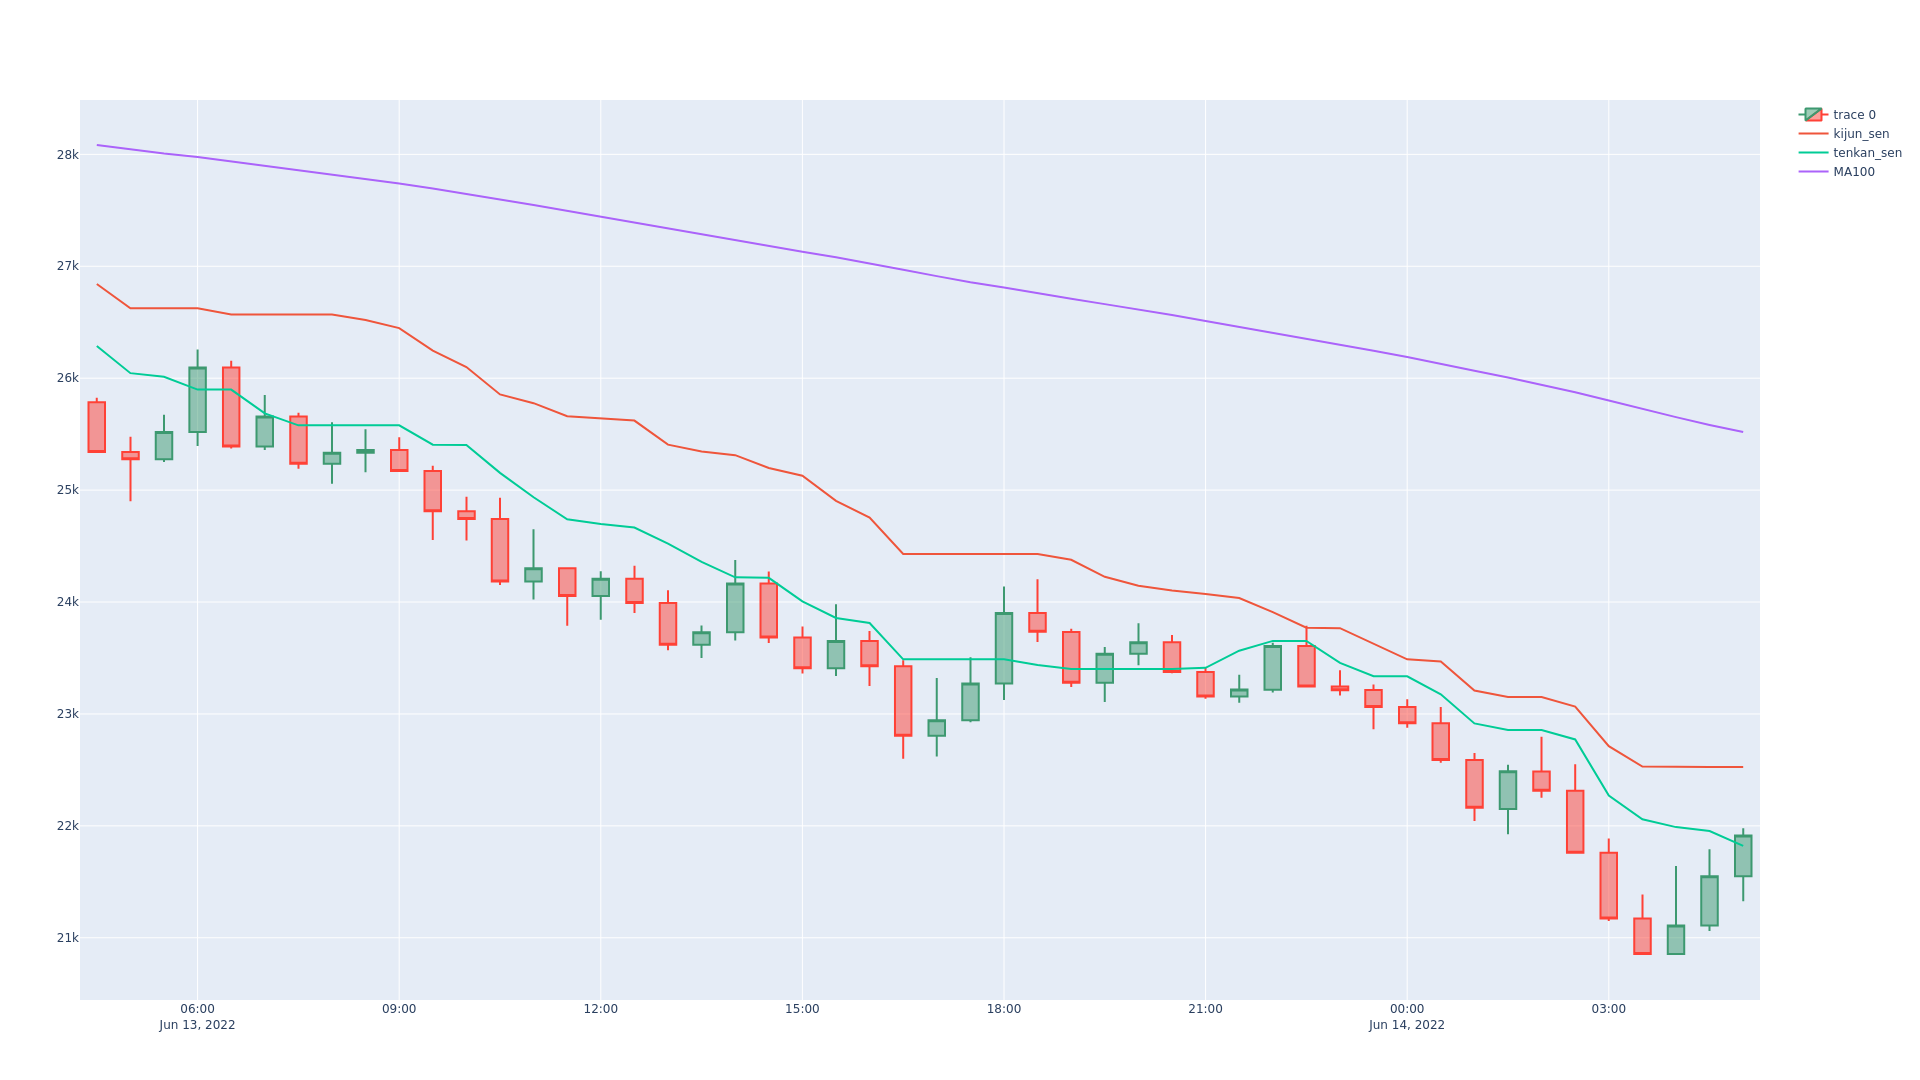 trace 0
kijun_sen
tenkan_sen
MA100
28k
27k
26k
25k
24k
23k
22k
21k
06:00 09:00 12:00 15:00 18:00 21:00 00:00 03:00
Jun 13, 2022 Jun 14, 2022